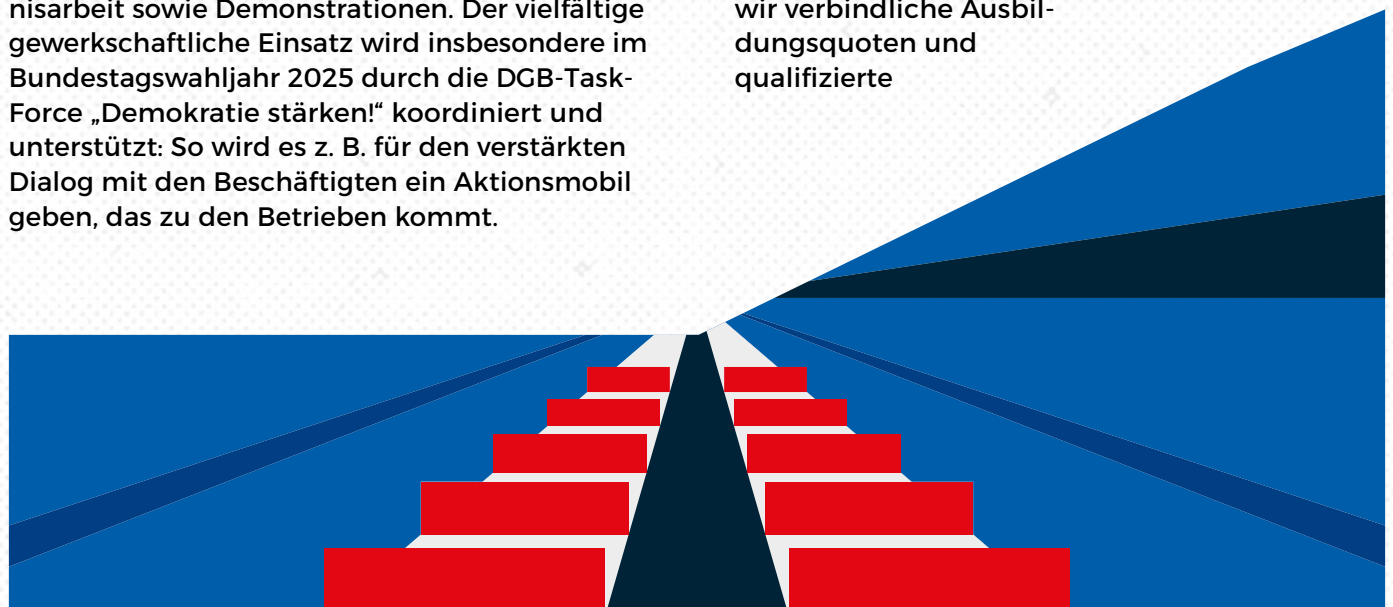 nisarbeit sowie Demonstrationen. Der vielfältige
gewerkschaftliche Einsatz wird insbesondere im
Bundestagswahljahr 2025 durch die DGB-Task-
Force „Demokratie stärken!“ koordiniert und
unterstützt: So wird es z. B. für den verstärkten
Dialog mit den Beschäftigten ein Aktionsmobil
geben, das zu den Betrieben kommt.
wir verbindliche Ausbil-
dungsquoten und
qualifizierte